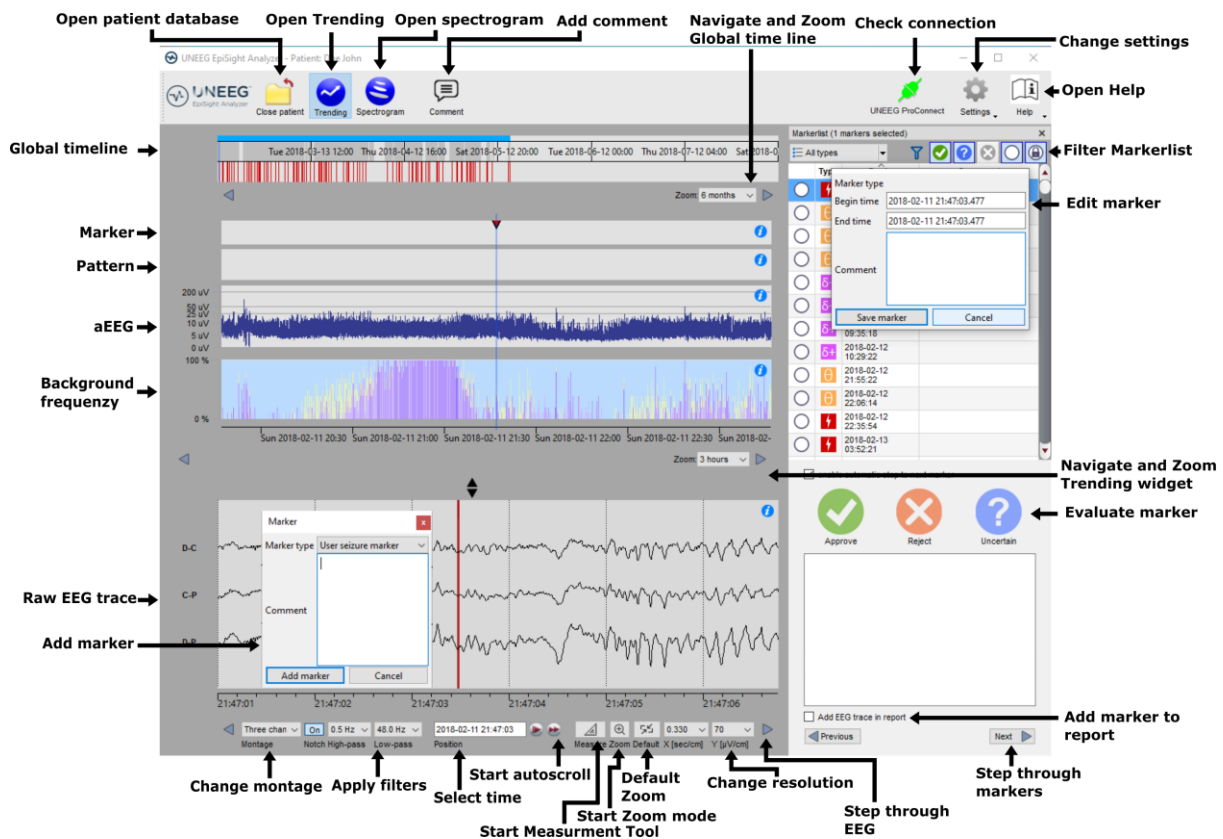 Open patient database
Open Trending
Open spectrogram
Add comment
Navigate and Zoom
Global time line
Check connection
Change settings
UNEEG EpiSight Analyzer - Patient: Doe John
UNEEG
EpiSight Analyzer
Close patient
Trending
Spectrogram
Comment
UNEEG ProConnect
Settings
Help
Open Help
Global timeline
Tue 2018-03-13 12:00
Thu 2018-04-12 16:00
Sat 2018-05-12 20:00
Tue 2018-06-12 00:00
Thu 2018-07-12 04:00
Sat 2018-0
Zoom: 6 months
Markerlist (1 markers selected)
All types
Filter Markerlist
Marker type
Begin time
2018-02-11 21:47:03.477
End time
2018-02-11 21:47:03.477
Comment
Save marker
Cancel
Edit marker
Marker
Pattern
200 uV
50 uV
25 uV
10 uV
5 uV
0 uV
aEEG
100 %
0 %
Background
frequenzy
09:35:18
δ+
2018-02-12
10:29:22
θ
2018-02-12
21:55:22
θ
2018-02-12
22:06:14
2018-02-12
22:35:54
2018-02-13
03:52:21
Sun 2018-02-11 20:30
Sun 2018-02-11 21:00
Sun 2018-02-11 21:30
Sun 2018-02-11 22:00
Sun 2018-02-11 22:30
Sun 2018-02-
Zoom: 3 hours
Navigate and Zoom
Trending widget
Approve
Reject
Uncertain
Evaluate marker
Marker
Marker type
User seizure marker
Comment
Add marker
Cancel
D-C
C-P
Raw EEG trace
Add marker
21:47:01
21:47:02
21:47:03
21:47:04
21:47:05
21:47:06
Three chan
On
0.5 Hz
48.0 Hz
2018-02-11 21:47:03
0.330
70
Montage
Notch
High-pass
Low-pass
Position
Measure
Zoom
Default
X [sec/cm]
Y [µV/cm]
Add EEG trace in report
Previous
Next
Add marker to
report
Change montage
Apply filters
Select time
Start autoscroll
Start Measurment Tool
Start Zoom mode
Default
Zoom
Change resolution
Step through
EEG
Step through
markers